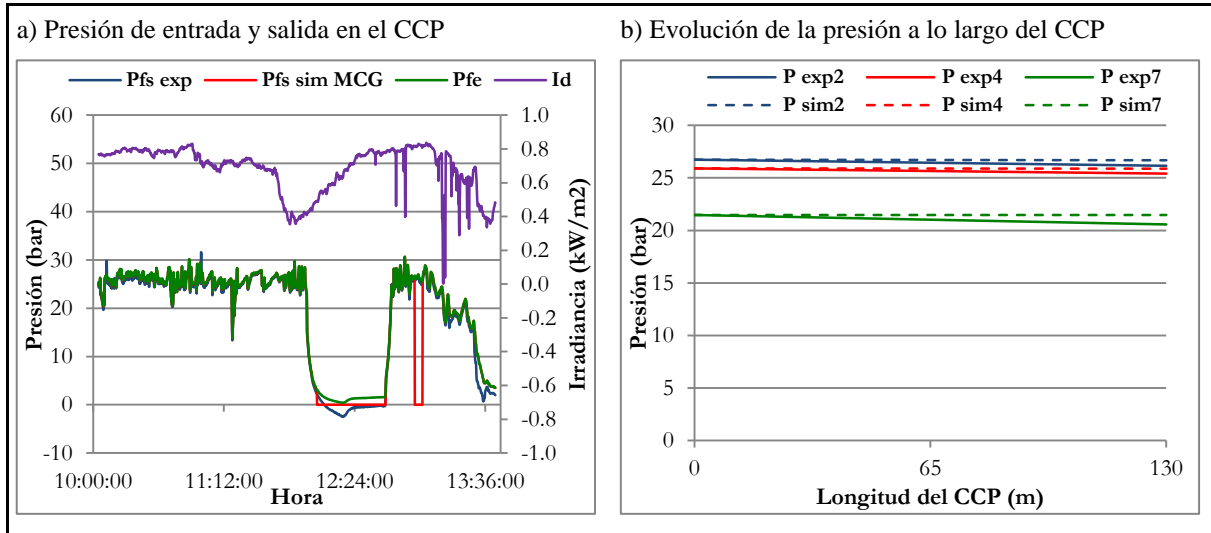 a) Presión de entrada y salida en el CCP
Pfs exp Pfs sim MCG Pfe Id
Presión (bar)
60
50
40
30
20
10
0
-10
1.0
0.8
0.6
0.4
0.2
0.0
-0.2
-0.4
-0.6
-0.8
-1.0
Irradiancia (kW/m2)
10:00:00 11:12:00 12:24:00 13:36:00
Hora
b) Evolución de la presión a lo largo del CCP
P exp2 P exp4 P exp7
P sim2 P sim4 P sim7
Presión (bar)
30
25
20
15
10
5
0
0 65 130
Longitud del CCP (m)